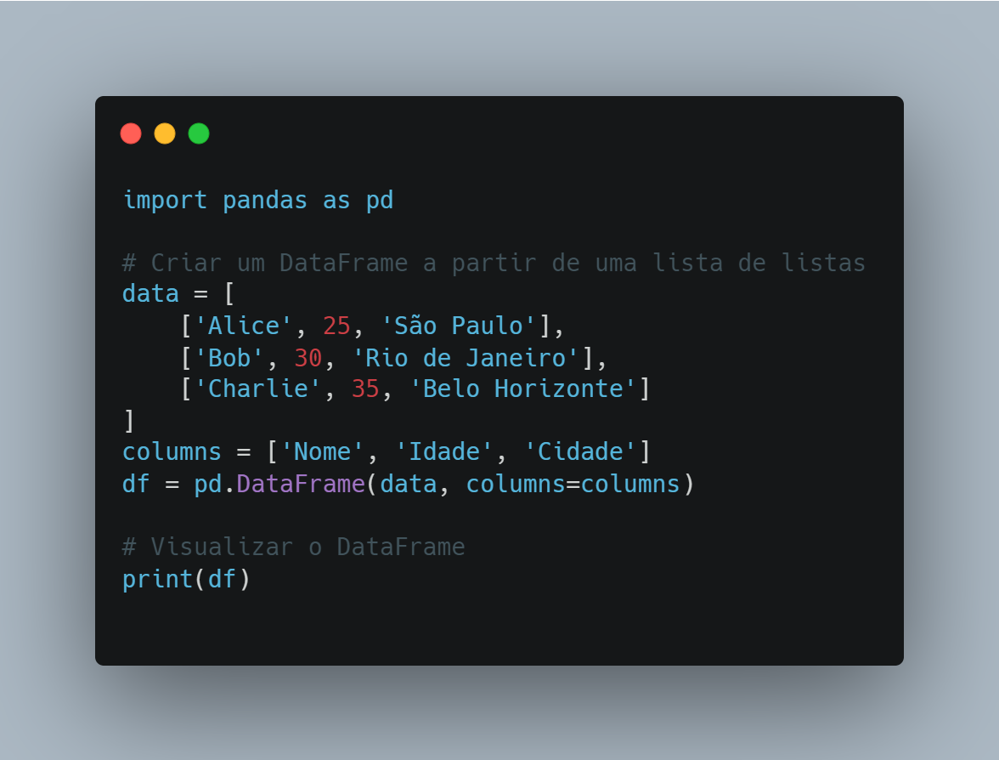 import pandas as pd
# Criar um DataFrame a partir de uma lista de listas
data = [
    ['Alice', 25, 'São Paulo'],
    ['Bob', 30, 'Rio de Janeiro'],
    ['Charlie', 35, 'Belo Horizonte']
]
columns = ['Nome', 'Idade', 'Cidade']
df = pd.DataFrame(data, columns=columns)
# Visualizar o DataFrame
print(df)